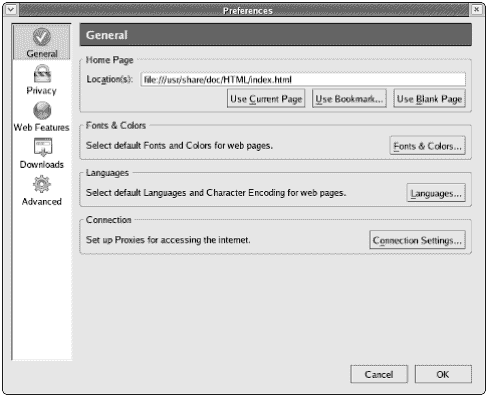 Preferences
General
Privacy
Web Features
Downloads
Advanced
General
Home Page
Location(s): file:///usr/share/doc/HTML/index.html
Use Current Page Use Bookmark... Use Blank Page
Fonts & Colors
Select default Fonts and Colors for web pages. Fonts & Colors...
Languages
Select default Languages and Character Encoding for web pages. Languages...
Connection
Set up Proxies for accessing the internet. Connection Settings...
Cancel OK